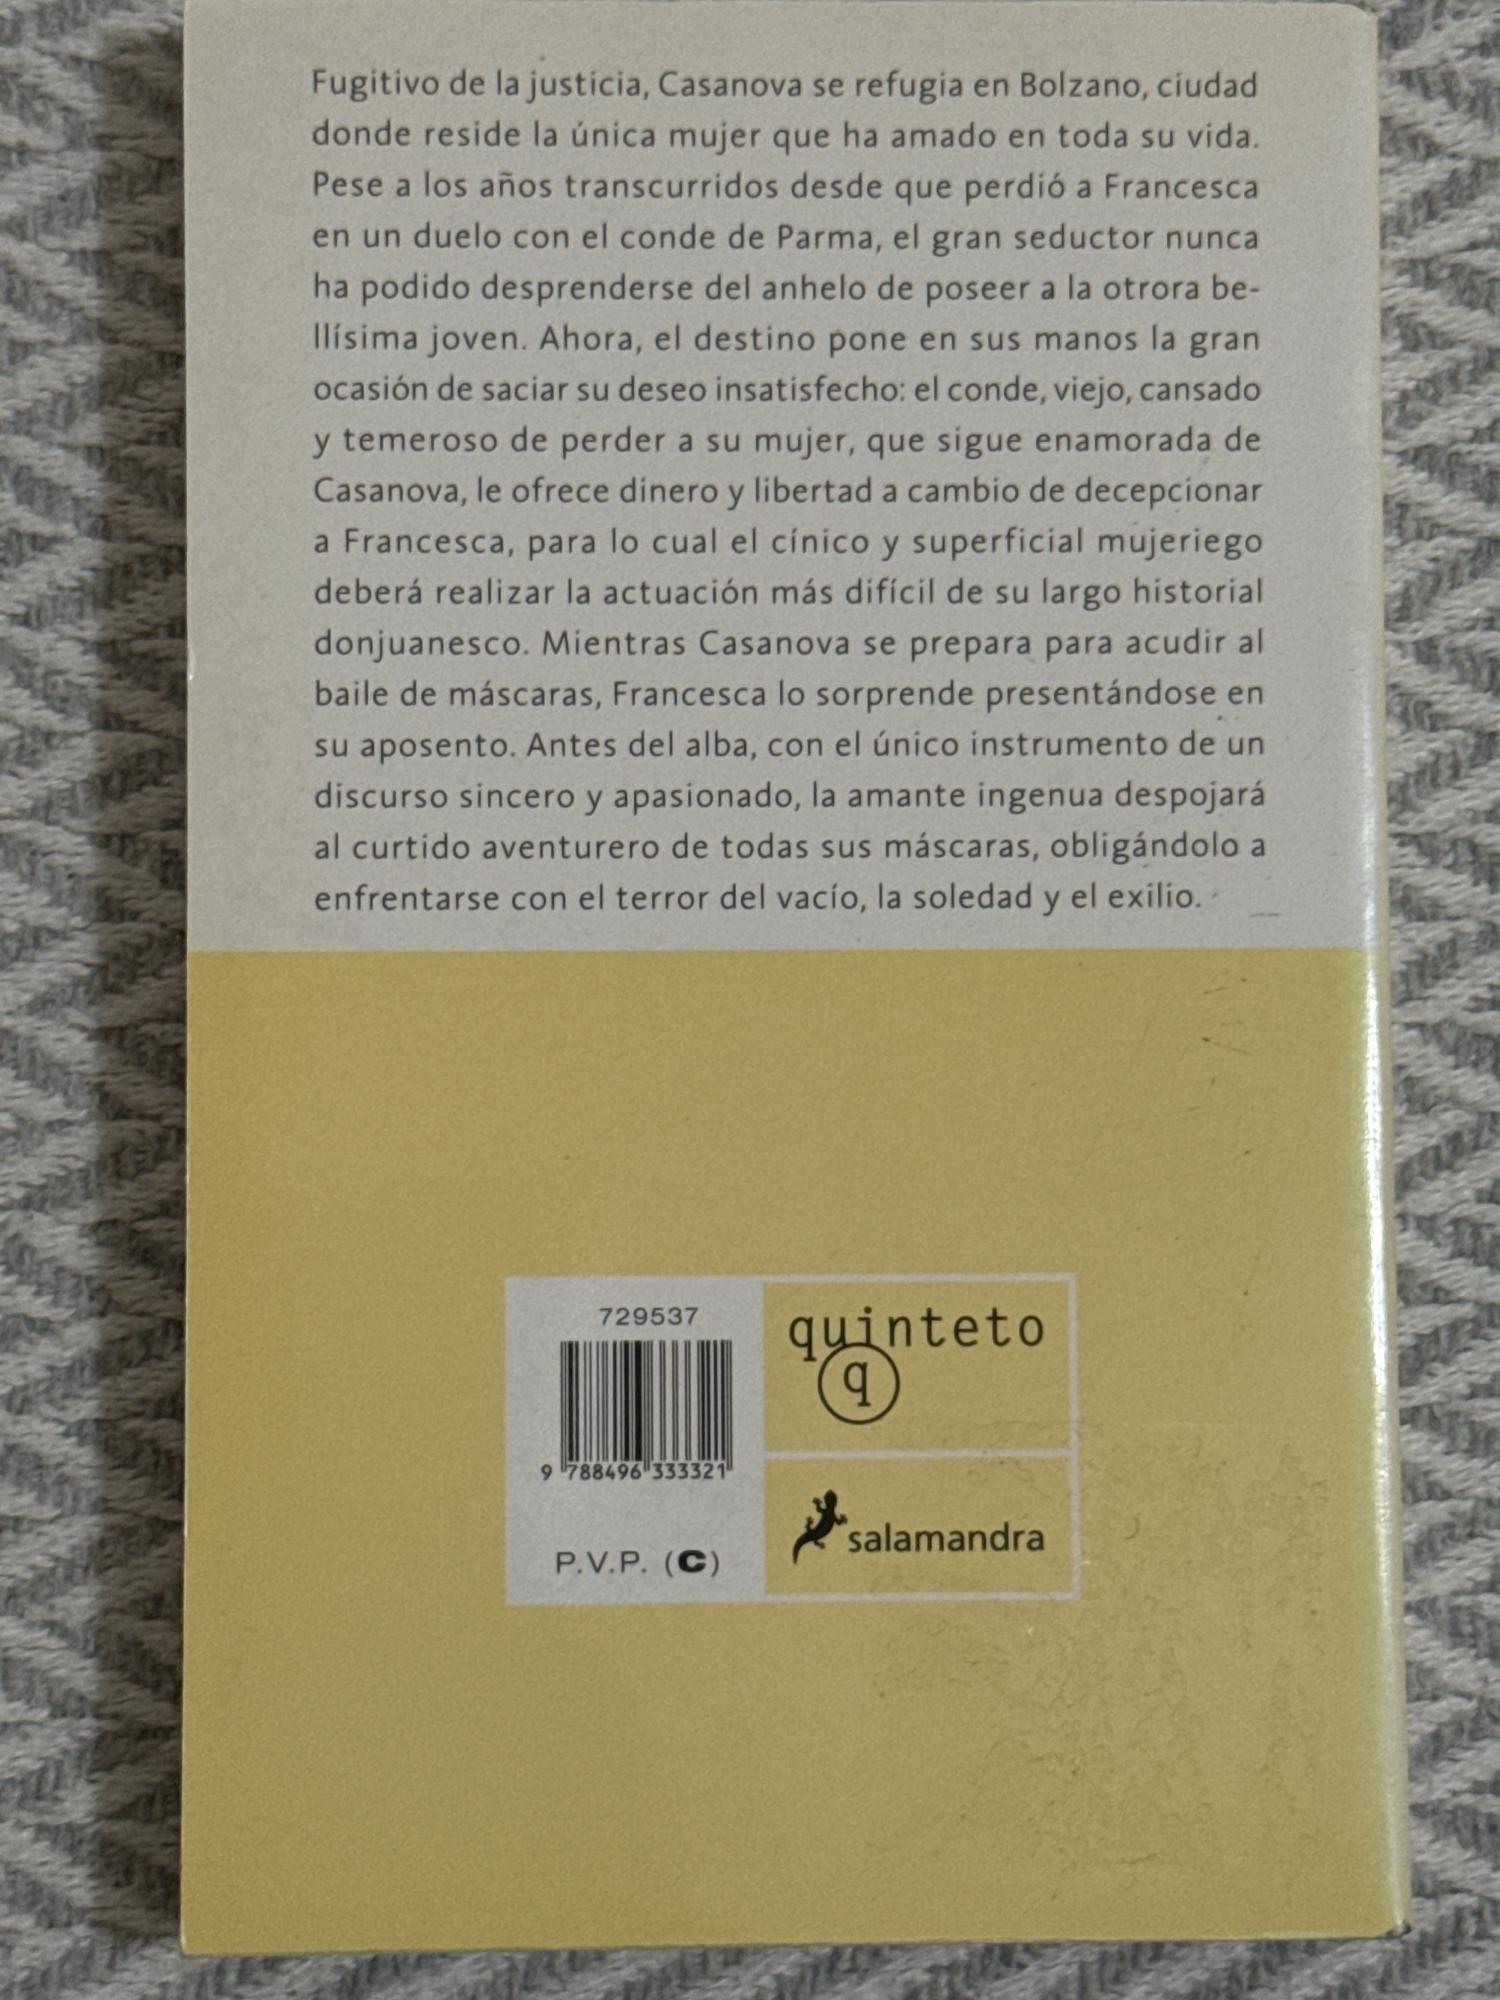 Fugitivo de la justicia, Casanova se refugia en Bolzano, ciudad
donde reside la única mujer que ha amado en toda su vida.
Pese a los años transcurridos desde que perdió a Francesca
en un duelo con el conde de Parma, el gran seductor nunca
ha podido desprenderse del anhelo de poseer a la otrora be-
llísima joven. Ahora, el destino pone en sus manos la gran
ocasión de saciar su deseo insatisfecho: el conde, viejo, cansado
y temeroso de perder a su mujer, que sigue enamorada de
Casanova, le ofrece dinero y libertad a cambio de decepcionar
a Francesca, para lo cual el cínico y superficial mujeriego
deberá realizar la actuación más difícil de su largo historial
donjuanesco. Mientras Casanova se prepara para acudir al
baile de máscaras, Francesca lo sorprende presentándose en
su aposento. Antes del alba, con el único instrumento de un
discurso sincero y apasionado, la amante ingenua despojará
al curtido aventurero de todas sus máscaras, obligándolo a
enfrentarse con el terror del vacío, la soledad y el exilio.
729537
9 788496 333321
P.V.P. (C)
quinteto
q
salamandra